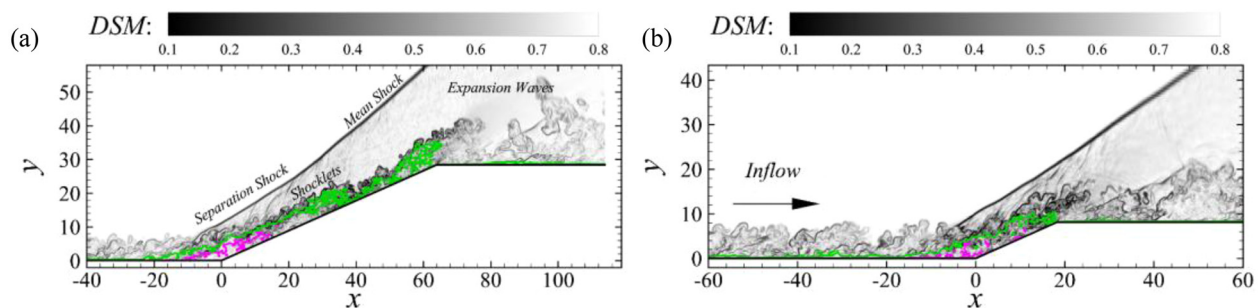 (a)
DSM:
0.1 0.2 0.3 0.4 0.5 0.6 0.7 0.8
50
40
30
20
10
0
y
Mean Shock
Expansion Waves
Separation Shock
Shocklets
-40 -20 0 20 40 60 80 100
x
(b)
DSM:
0.1 0.2 0.3 0.4 0.5 0.6 0.7 0.8
40
30
20
10
0
y
Inflow
-60 -40 -20 0 20 40 60
x